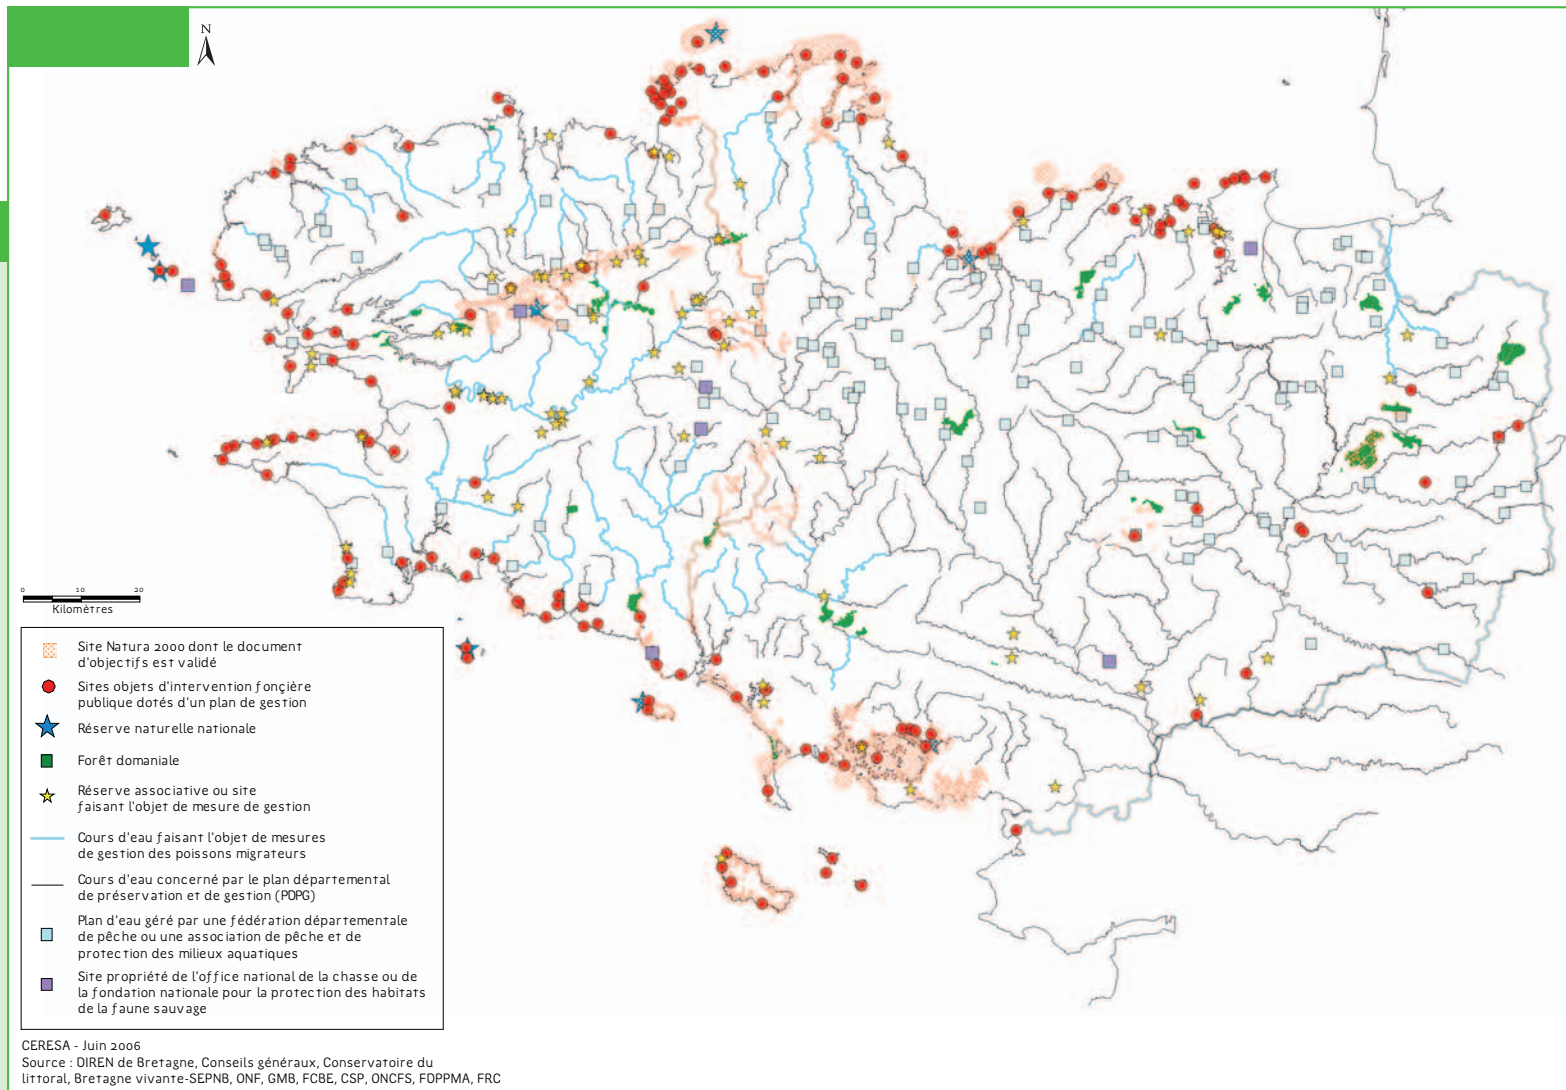 N
0 10 20
Kilomètres
Site Natura 2000 dont le document
d'objectifs est validé
Sites objets d'intervention fonçière
publique dotés d'un plan de gestion
Réserve naturelle nationale
Forêt domaniale
Réserve associative ou site
faisant l'objet de mesure de gestion
Cours d'eau faisant l'objet de mesures
de gestion des poissons migrateurs
Cours d'eau concerné par le plan départemental
de préservation et de gestion (PDPG)
Plan d'eau géré par une fédération départementale
de pêche ou une association de pêche et de
protection des milieux aquatiques
Site propriété de l'office national de la chasse ou de
la fondation nationale pour la protection des habitats
de la faune sauvage
CERESA - Juin 2006
Source : DIREN de Bretagne, Conseils généraux, Conservatoire du
littoral, Bretagne vivante-SEPNB, ONF, GMB, FCBE, CSP, ONCFS, FDPPMA, FRC